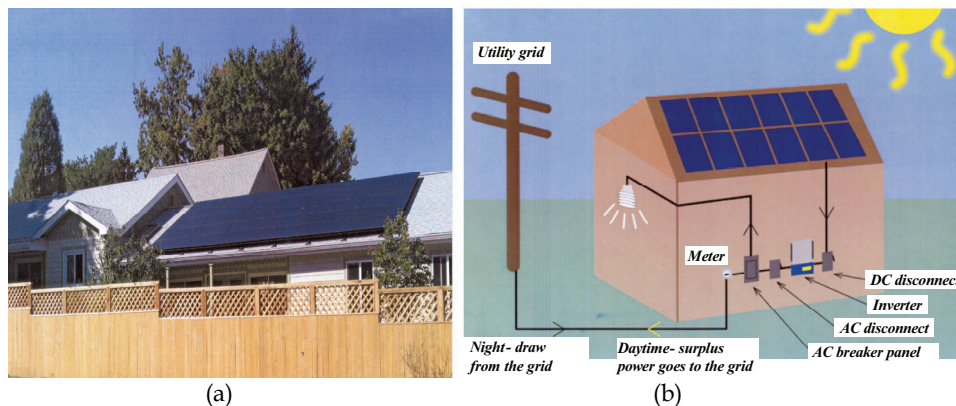 Utility grid
Meter
DC disconnect
Inverter
AC disconnect
AC breaker panel
Night- draw
from the grid
Daytime- surplus
power goes to the grid
(a)
(b)